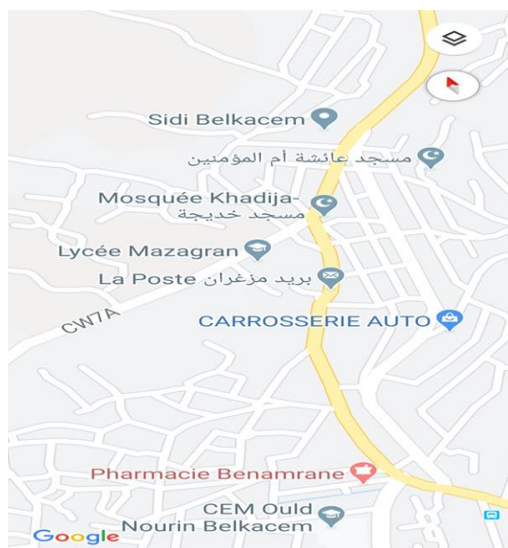 Sidi Belkacem
مسجد عائشة أم المؤمنين
Mosquée Khadija-
مسجد خديجة
Lycée Mazagran
La Poste بريد مزغران
CW7A
CARROSSERIE AUTO
Pharmacie Benamrane
CEM Ould
Nourin Belkacem
Google